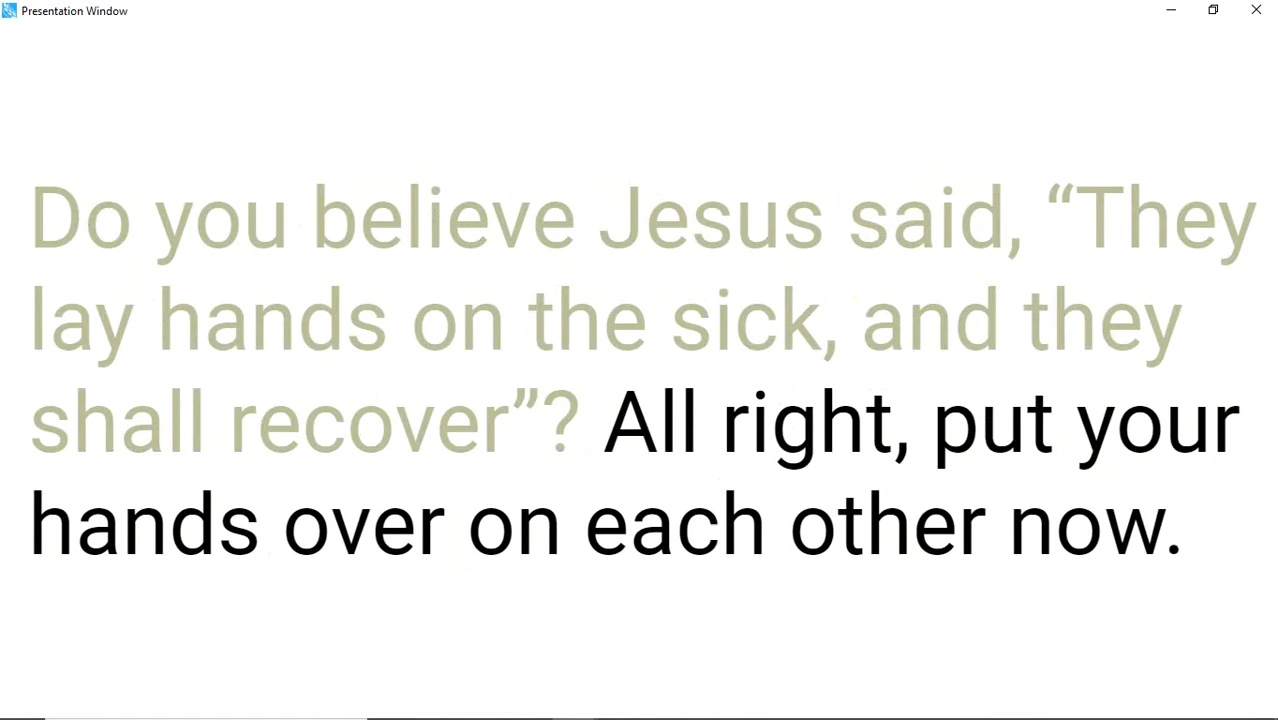 Presentation Window
Do you believe Jesus said, “They
lay hands on the sick, and they
shall recover”? All right, put your
hands over on each other now.